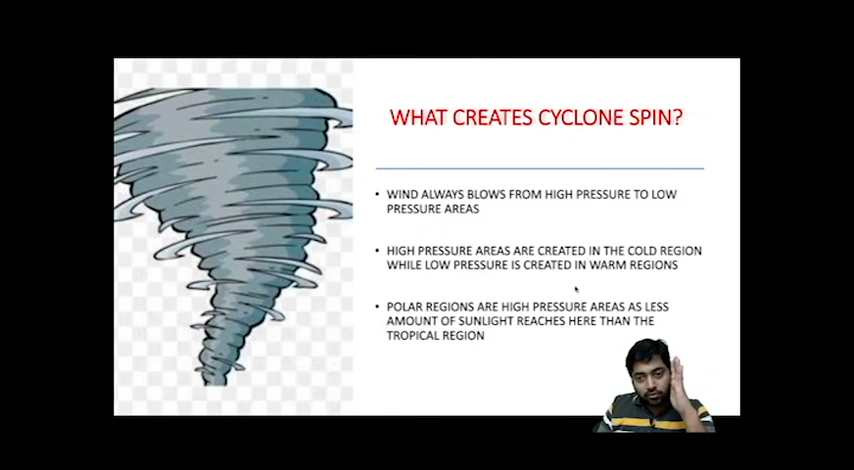 WHAT CREATES CYCLONE SPIN?
• WIND ALWAYS BLOWS FROM HIGH PRESSURE TO LOW
PRESSURE AREAS
• HIGH PRESSURE AREAS ARE CREATED IN THE COLD REGION
WHILE LOW PRESSURE IS CREATED IN WARM REGIONS
• POLAR REGIONS ARE HIGH PRESSURE AREAS AS LESS
AMOUNT OF SUNLIGHT REACHES HERE THAN THE
TROPICAL REGION